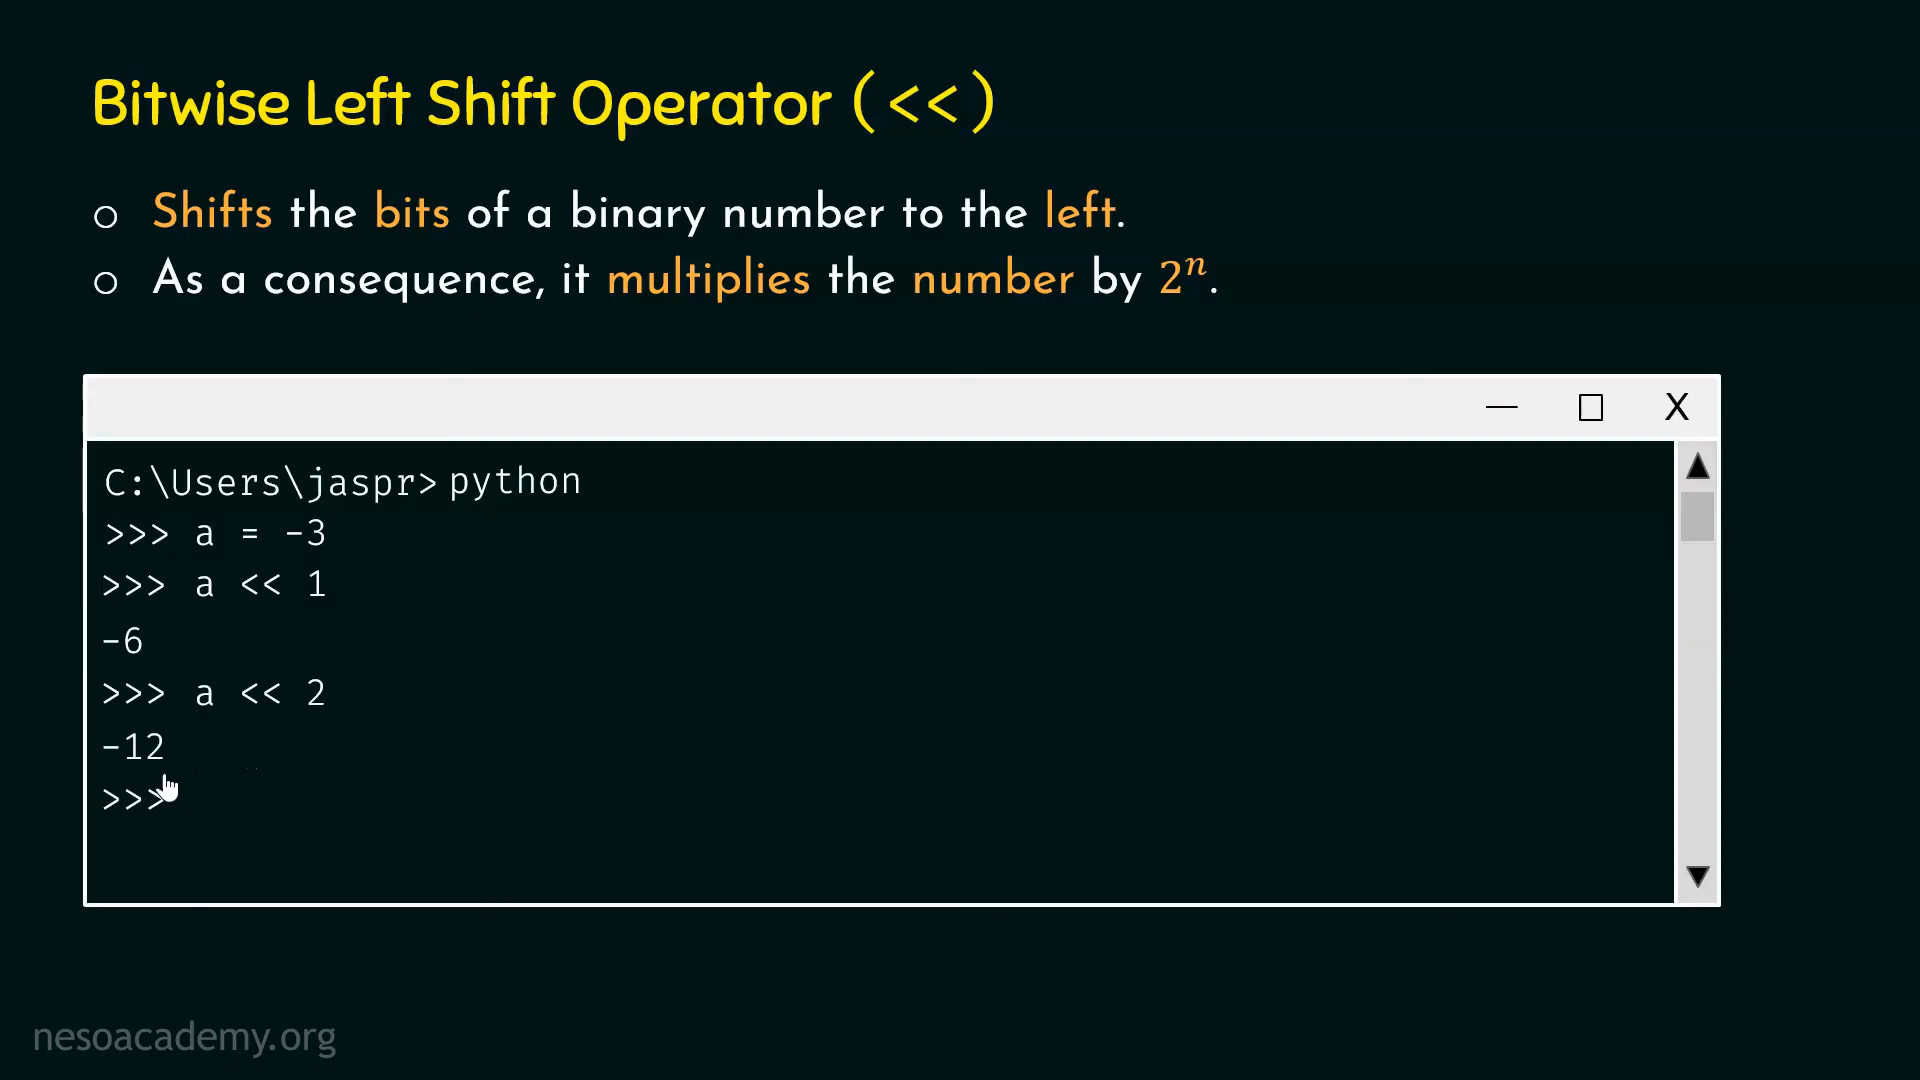 Bitwise Left Shift Operator (<<)
○ Shifts the bits of a binary number to the left.
○ As a consequence, it multiplies the number by 2ⁿ.
— □ X
C:\Users\jaspr> python
>>> a = -3
>>> a << 1
-6
>>> a << 2
-12
>>>
nesoacademy.org